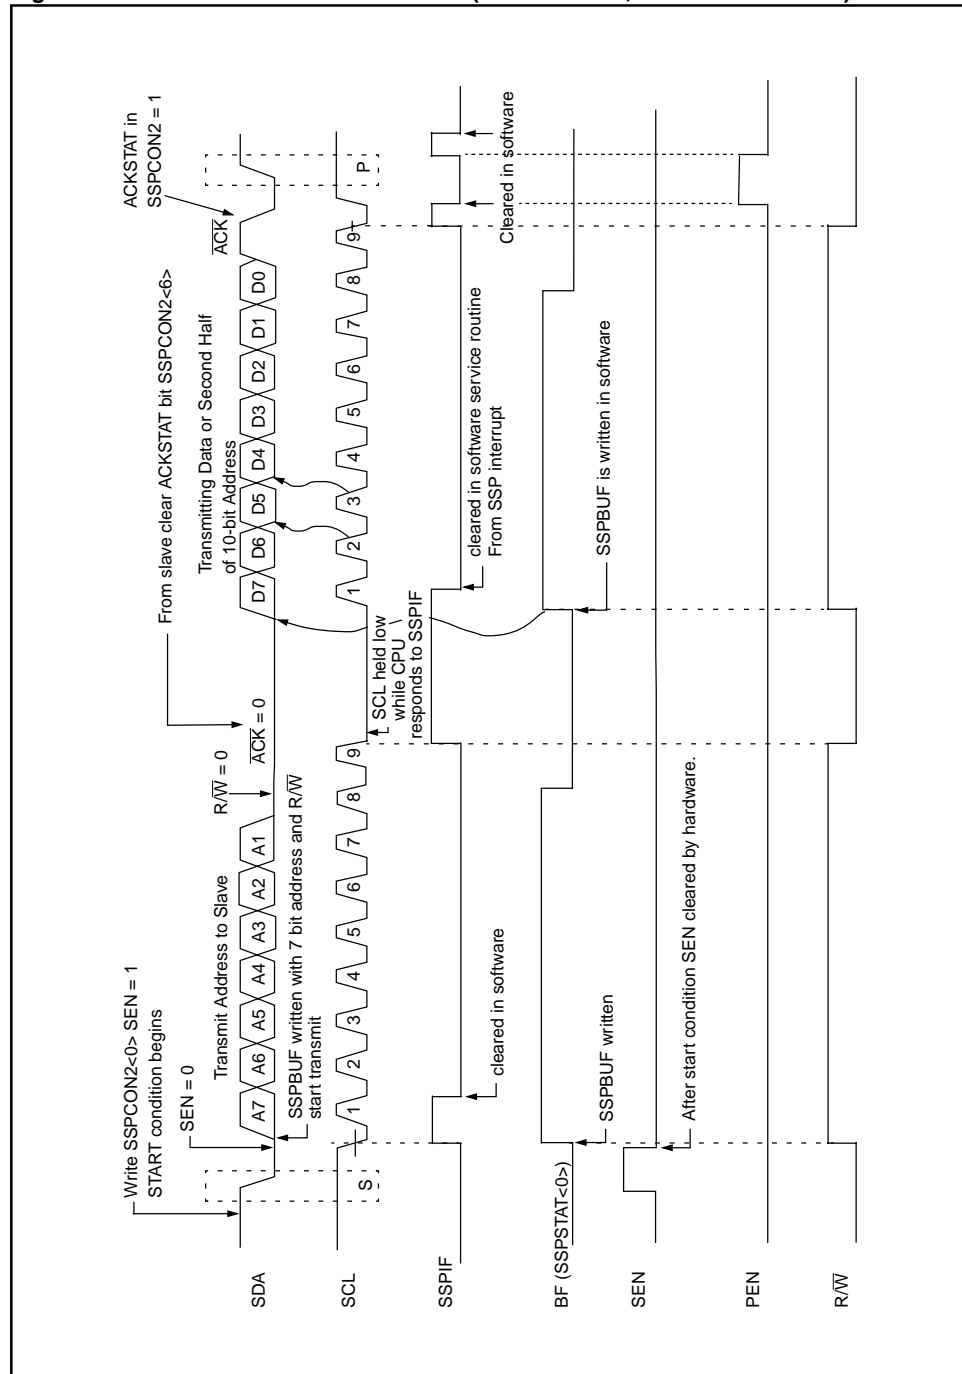 Write SSPCON2<0> SEN = 1
START condition begins
SEN = 0
Transmit Address to Slave
R/W = 0
ACK = 0
From slave clear ACKSTAT bit SSPCON2<6>
Transmitting Data or Second Half
of 10-bit Address
ACK
ACKSTAT in
SSPCON2 = 1
SDA
A7 A6 A5 A4 A3 A2 A1
D7 D6 D5 D4 D3 D2 D1 D0
SSPBUF written with 7 bit address and R/W
start transmit
SCL
S
1 2 3 4 5 6 7 8 9
1 2 3 4 5 6 7 8 9
P
SCL held low
while CPU
responds to SSPIF
SSPIF
cleared in software
cleared in software service routine
From SSP interrupt
Cleared in software
BF (SSPSTAT<0>)
SSPBUF written
SSPBUF is written in software
SEN
After start condition SEN cleared by hardware.
PEN
R/W